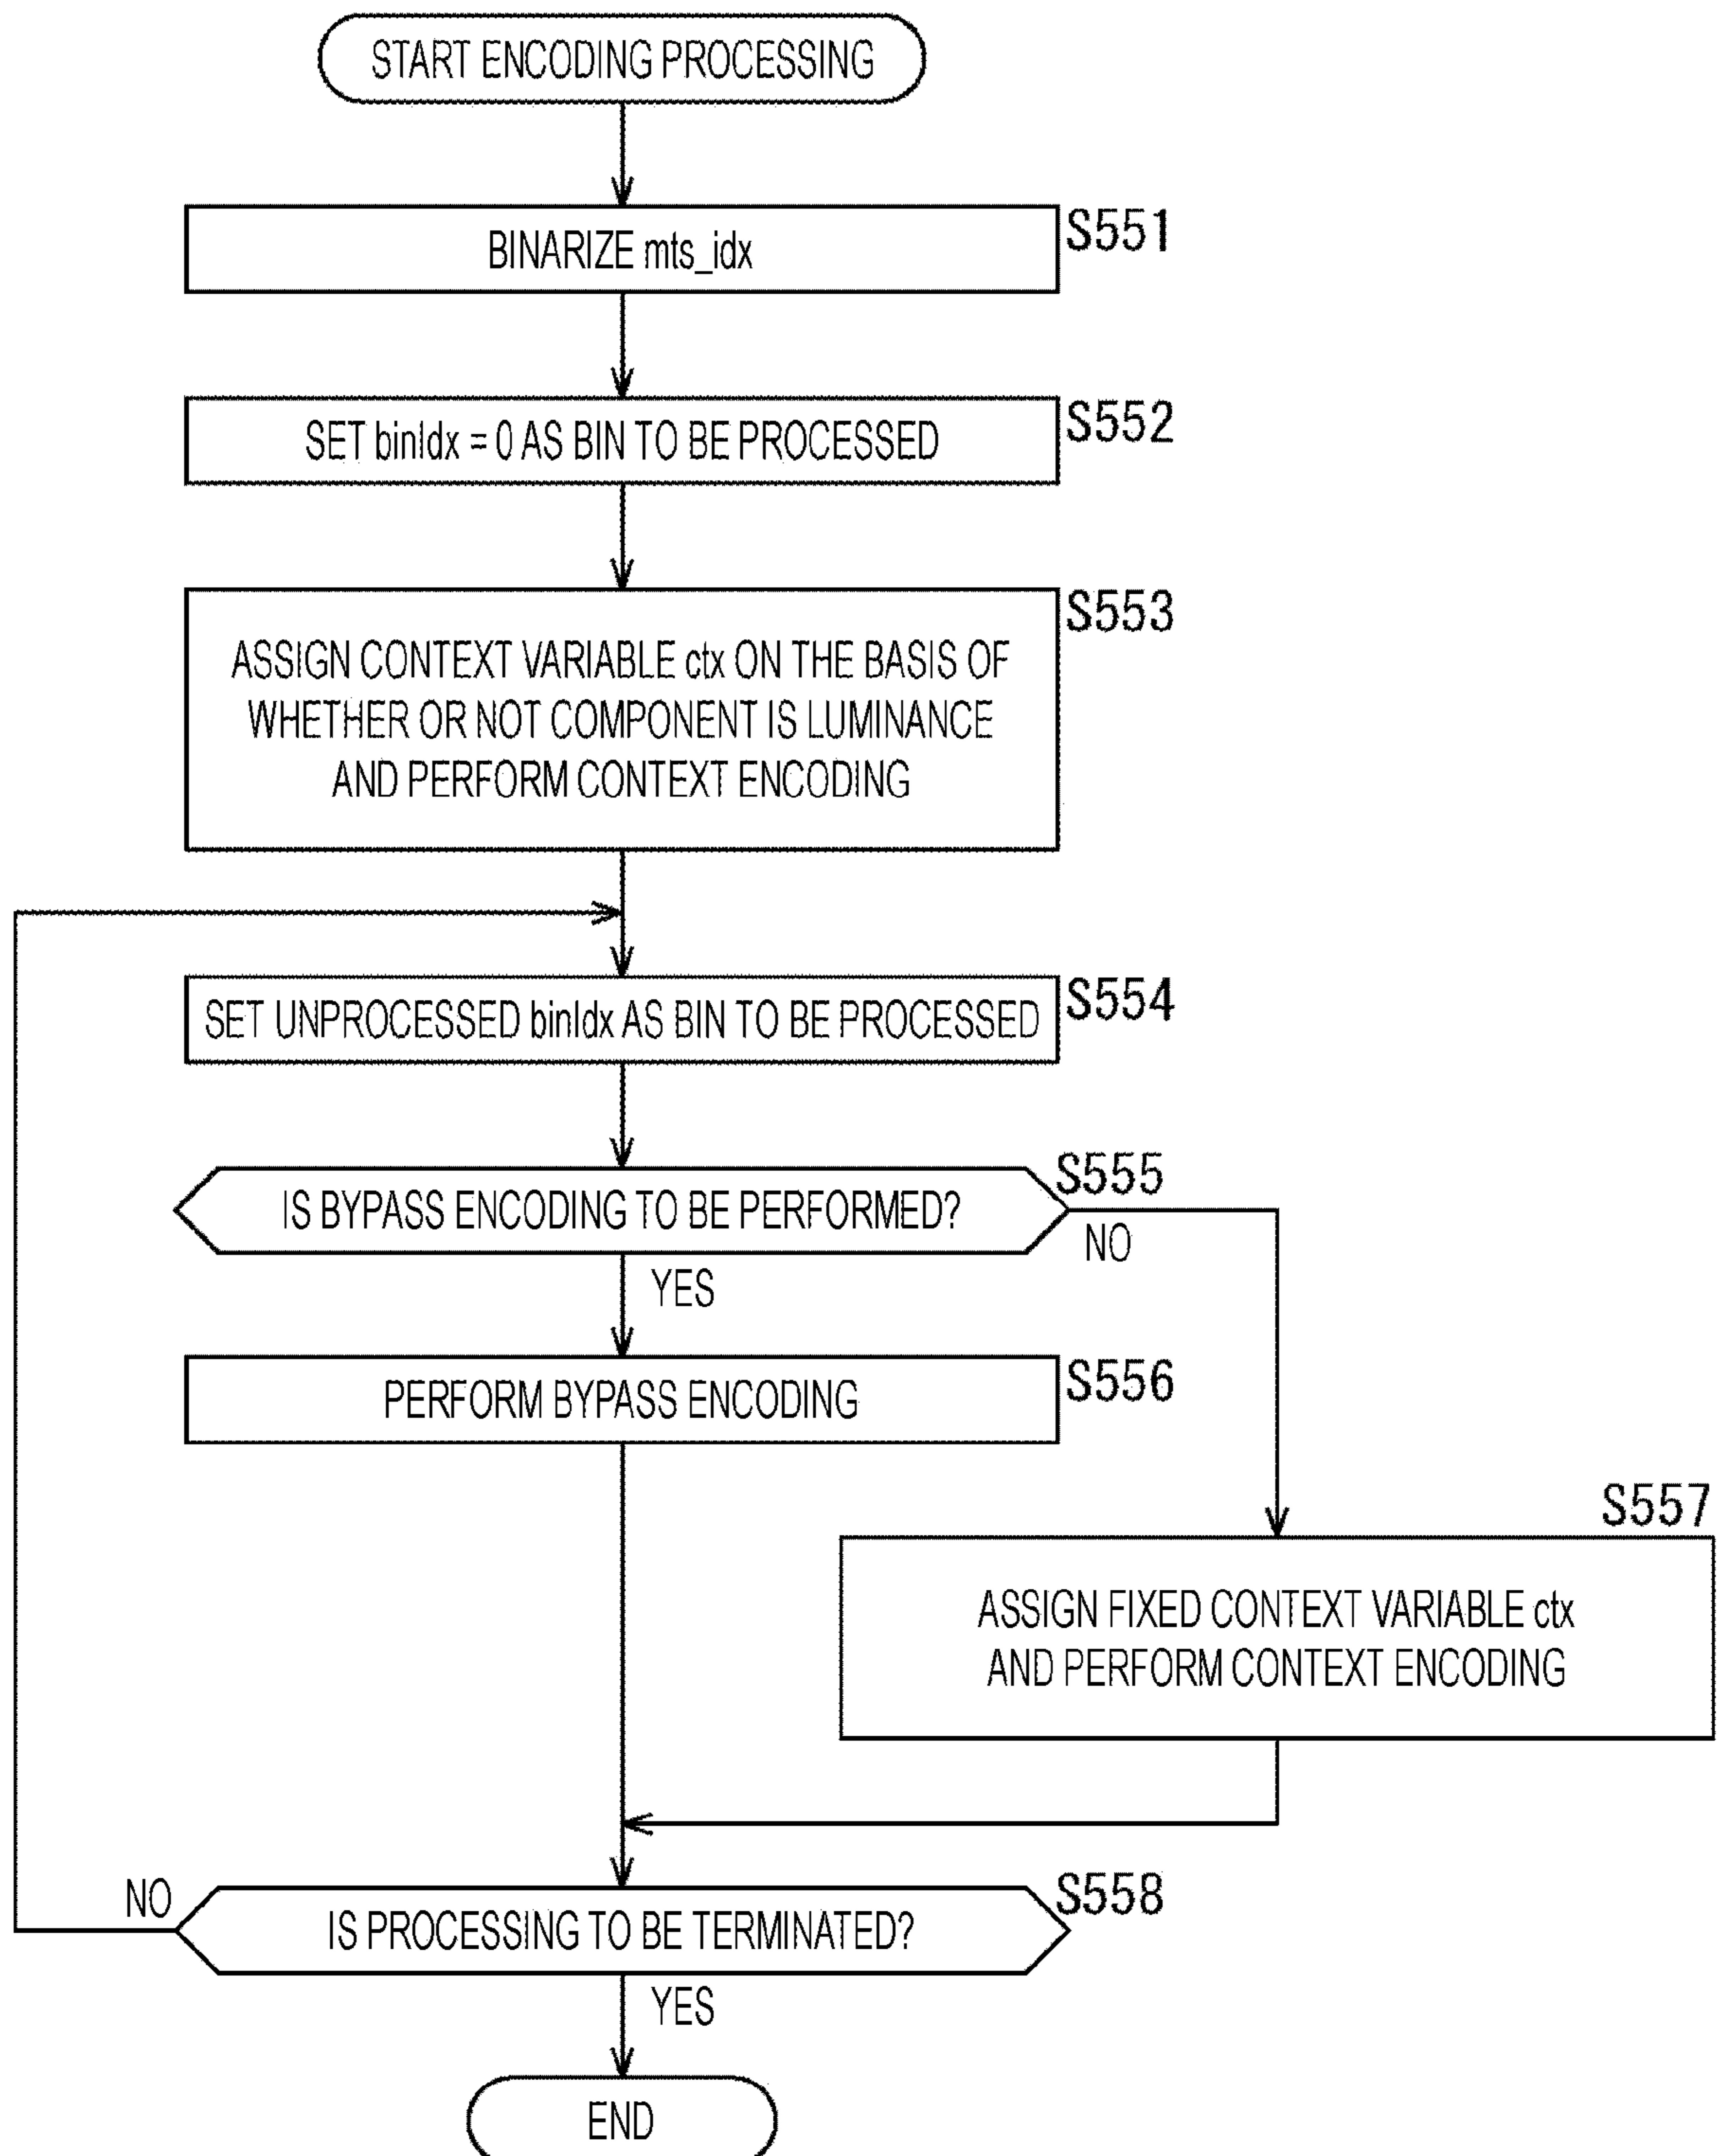 START ENCODING PROCESSING
BINARIZE mts_idx
S551
SET binIdx = 0 AS BIN TO BE PROCESSED
S552
ASSIGN CONTEXT VARIABLE ctx ON THE BASIS OF
WHETHER OR NOT COMPONENT IS LUMINANCE
AND PERFORM CONTEXT ENCODING
S553
SET UNPROCESSED binIdx AS BIN TO BE PROCESSED
S554
IS BYPASS ENCODING TO BE PERFORMED?
S555
NO
YES
PERFORM BYPASS ENCODING
S556
S557
ASSIGN FIXED CONTEXT VARIABLE ctx
AND PERFORM CONTEXT ENCODING
NO
IS PROCESSING TO BE TERMINATED?
S558
YES
END